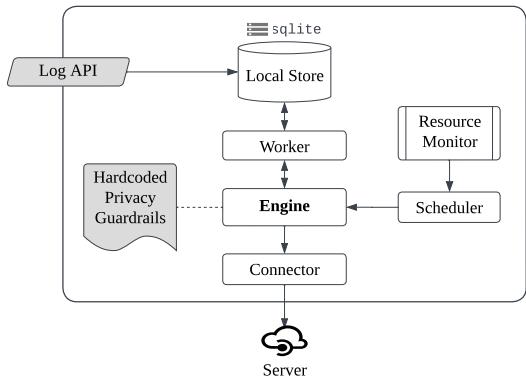 sqlite
Log API
Local Store
Resource
Monitor
Worker
Hardcoded
Privacy
Guardrails
Engine
Scheduler
Connector
Server